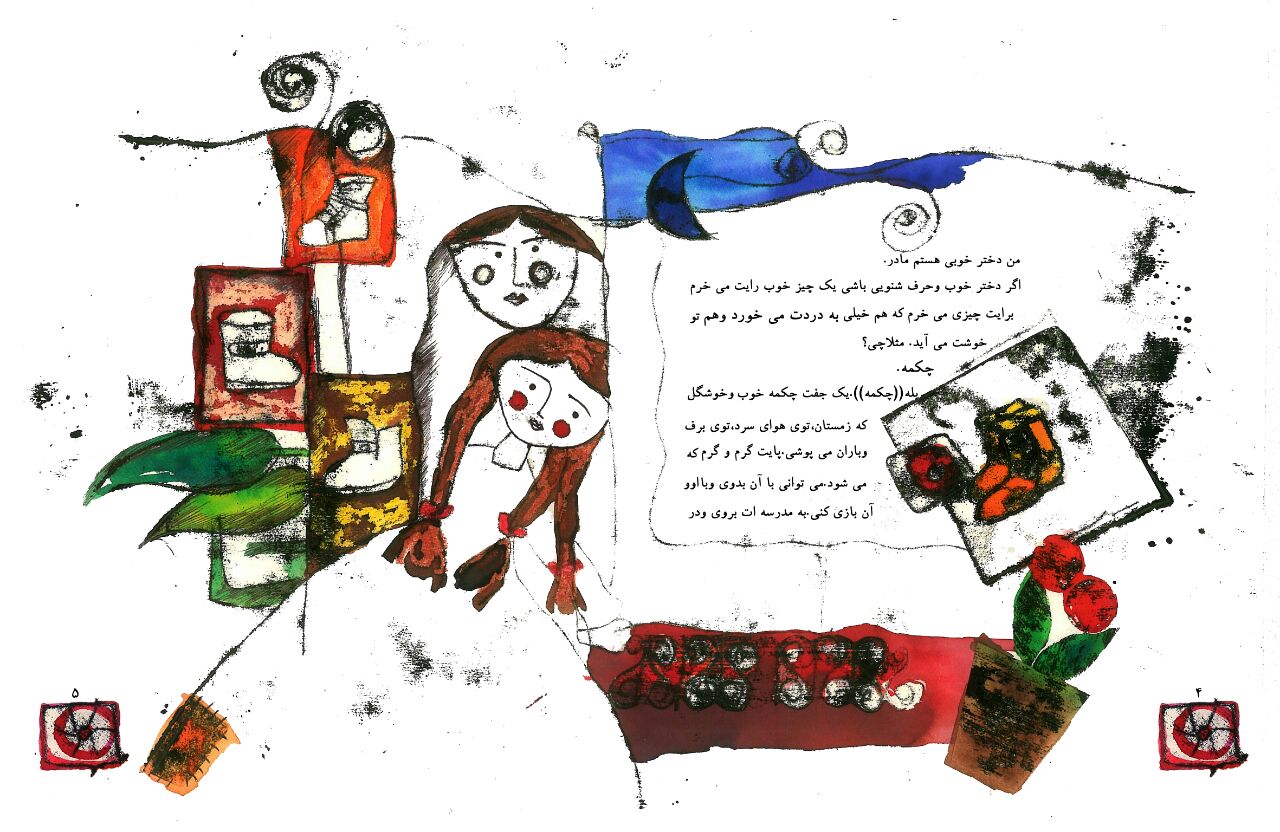 من دختر خوبی هستم مادر.
اگر دختر خوب وحرف شنویی باشی یک چیز خوب رایت می خرم
برایت چیزی می خرم که هم خیلی به دردت می خورد وهم تو
خوشت می آید. مثلاچی؟
چکمه.
بله((چکمه)).یک جفت چکمه خوب وخوشگل
که زمستان،توی هوای سرد،توی برف
وباران می پوشی.پایت گرم و گرم که
می شود.می توانی با آن بدوی وبااوو
آن بازی کنی.به مدرسه ات بروی ودر
۵
۴